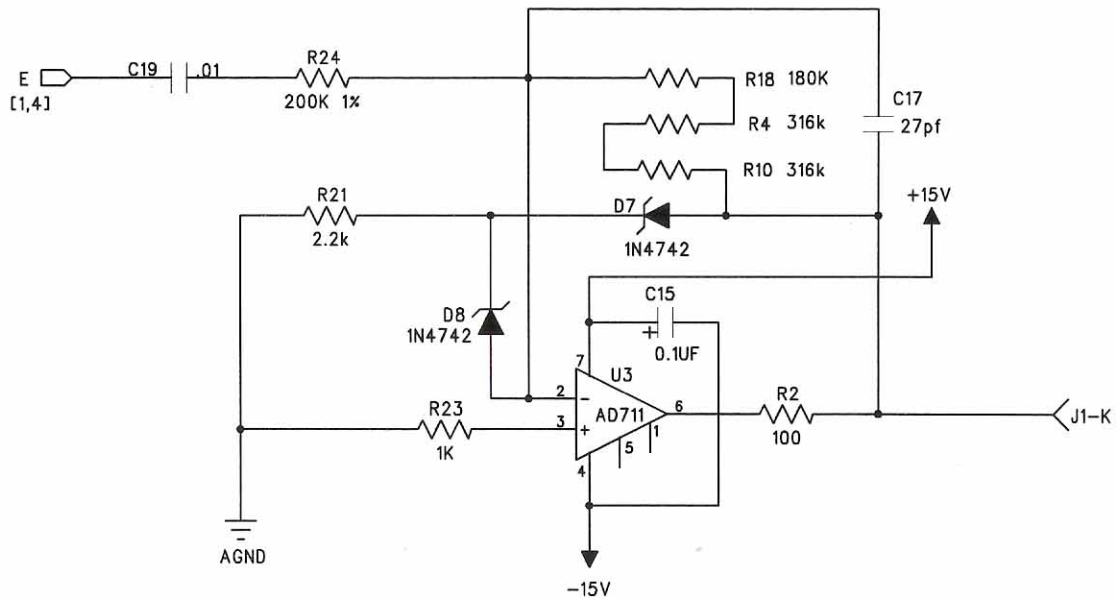 E
[1,4]
C19
.01
R24
200K 1%
R18 180K
R4 316k
R10 316k
C17
27pf
+15V
R21
2.2k
D7
1N4742
D8
1N4742
C15
+
0.1UF
7
U3
2
-
AD711
6
R2
100
J1-K
R23
1K
3
+
1
5
4
AGND
-15V